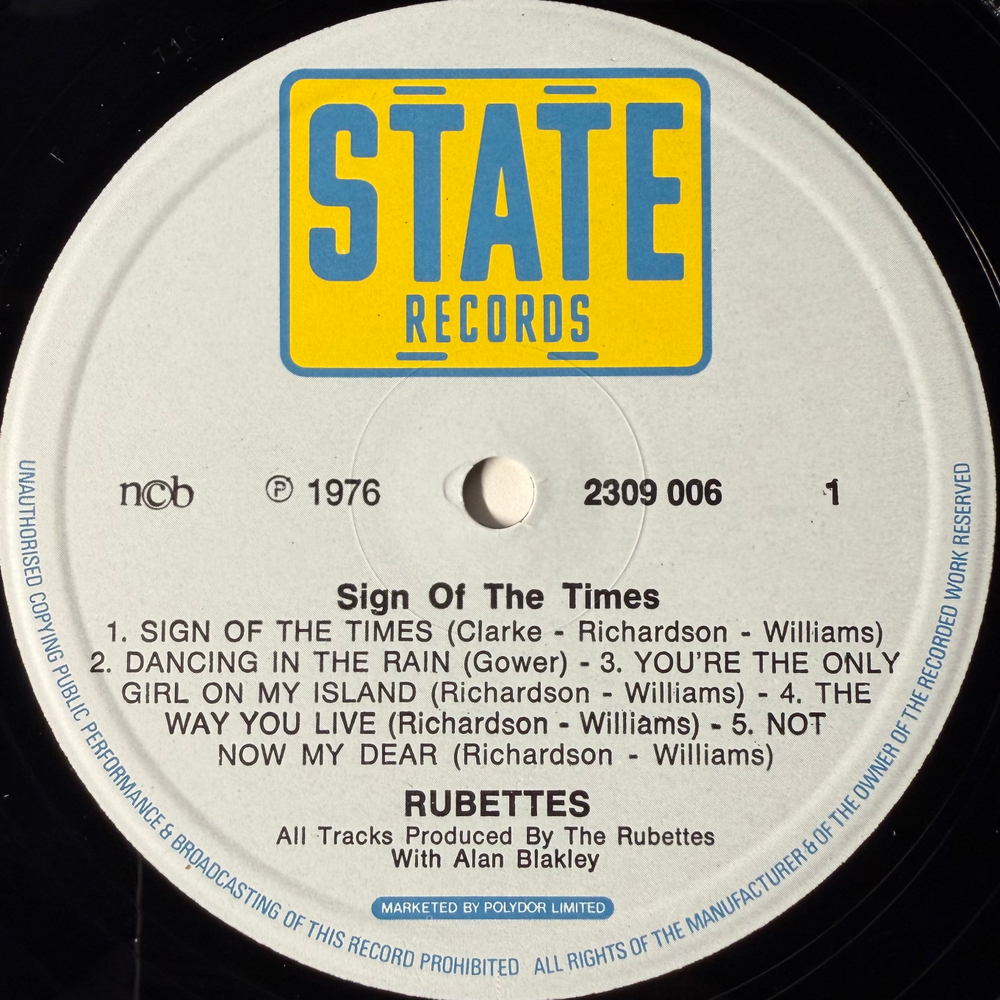 STATE
RECORDS
ncb ℗ 1976 2309 006 1
Sign Of The Times
1. SIGN OF THE TIMES (Clarke - Richardson - Williams)
2. DANCING IN THE RAIN (Gower) - 3. YOU'RE THE ONLY
GIRL ON MY ISLAND (Richardson - Williams) - 4. THE
WAY YOU LIVE (Richardson - Williams) - 5. NOT
NOW MY DEAR (Richardson - Williams)
RUBETTES
All Tracks Produced By The Rubettes
With Alan Blakley
MARKETED BY POLYDOR LIMITED
UNAUTHORISED COPYING PUBLIC PERFORMANCE & BROADCASTING OF THIS RECORD PROHIBITED ALL RIGHTS OF THE MANUFACTURER & OF THE OWNER OF THE RECORDED WORK RESERVED